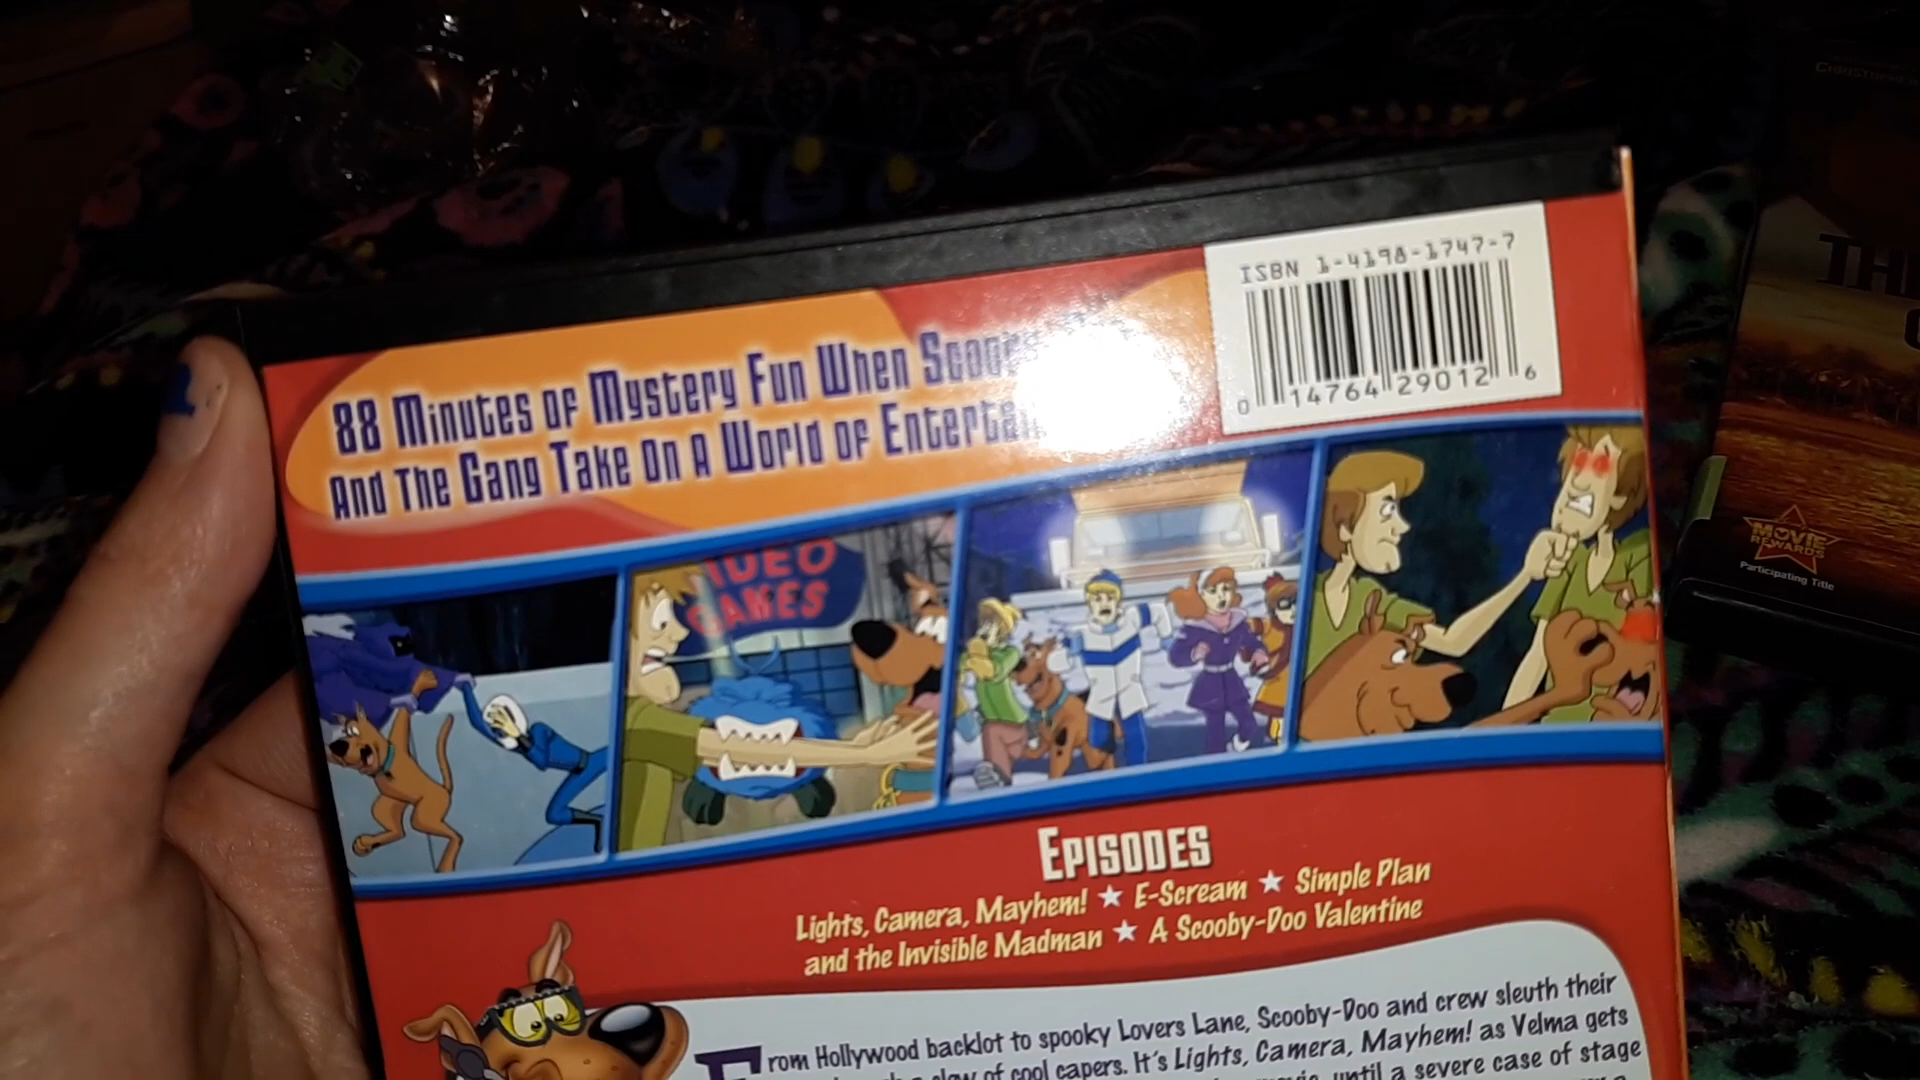 CHRISTOPHER
ISBN 1-4198-1747-7
0 14764 29012 6
88 Minutes of Mystery Fun When
And The Gang Take On A World of
VIDEO
GAMES
MOVIE
REWARDS
Participating Title
Episodes
Lights, Camera, Mayhem! ★ E-Scream ★ Simple Plan
and the Invisible Madman ★ A Scooby-Doo Valentine
From Hollywood backlot to spooky Lovers Lane, Scooby-Doo and crew sleuth their
of cool capers. It's Lights, Camera, Mayhem! as Velma gets
until a severe case of stage